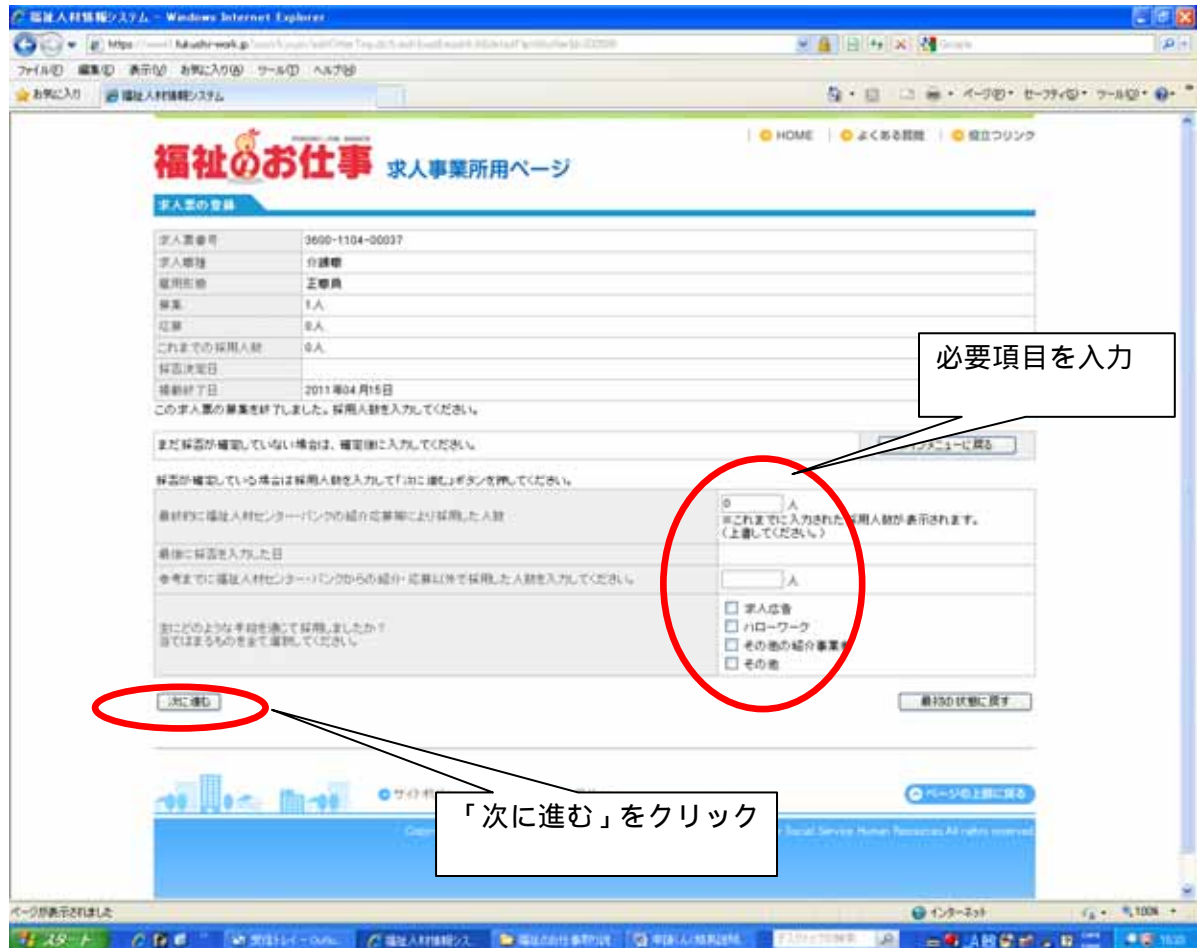 福祉人材情報システム - Windows Internet Explorer
ファイル(F) 編集(E) 表示(V) お気に入り(A) ツール(T) ヘルプ(H)
お気に入り 福祉人材情報システム
ページ(P) セーフティ(S) ツール(O)
HOME よくある質問 役立つリンク
福祉のお仕事 求人事業所用ページ
求人票の登録
求人票番号 3600-1104-00037
求人職種 介護職
雇用形態 正職員
募集 1人
応募 0人
これまでの採用人数 0人
採否決定日
掲載終了日 2011年04月15日
この求人票の募集を終了しました。採用人数を入力してください。
必要項目を入力
まだ採否が確定していない場合は、確定後に入力してください。
ニューに戻る
採否が確定している場合は採用人数を入力して「次に進む」ボタンを押してください。
最終的に福祉人材センター・バンクの紹介応募等により採用した人数 0 人
※これまでに入力された採用人数が表示されます。
(上書してください。)
最後に採否を入力した日
参考までに福祉人材センター・バンクからの紹介・応募以外で採用した人数を入力してください。 人
主にどのような手段を通じて採用しましたか?
当てはまるものを全て選択してください。
求人広告
ハローワーク
その他の紹介事業者
その他
次に進む 最初の状態に戻す
「次に進む」をクリック
ページの上部に戻る
ページが表示されました インターネット 100%
スタート